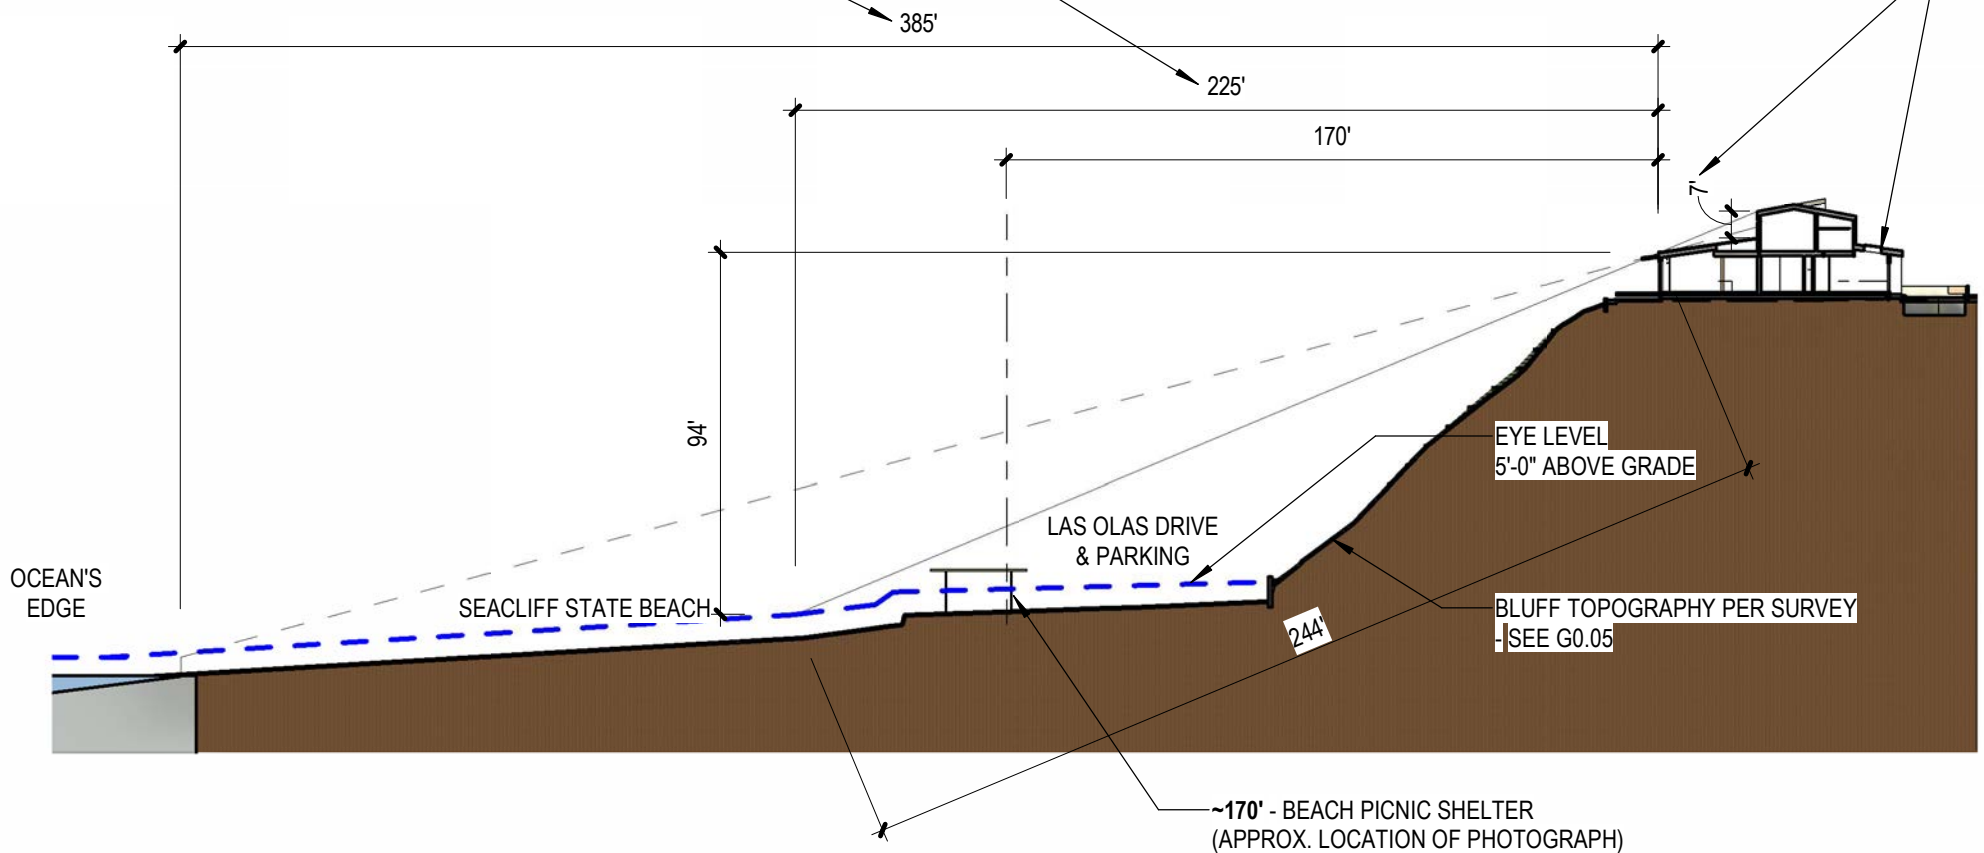 385'
225'
170'
7'
94'
EYE LEVEL
5'-0" ABOVE GRADE
LAS OLAS DRIVE
& PARKING
OCEAN'S
EDGE
SEACLIFF STATE BEACH
BLUFF TOPOGRAPHY PER SURVEY
- SEE G0.05
244'
~170' - BEACH PICNIC SHELTER
(APPROX. LOCATION OF PHOTOGRAPH)